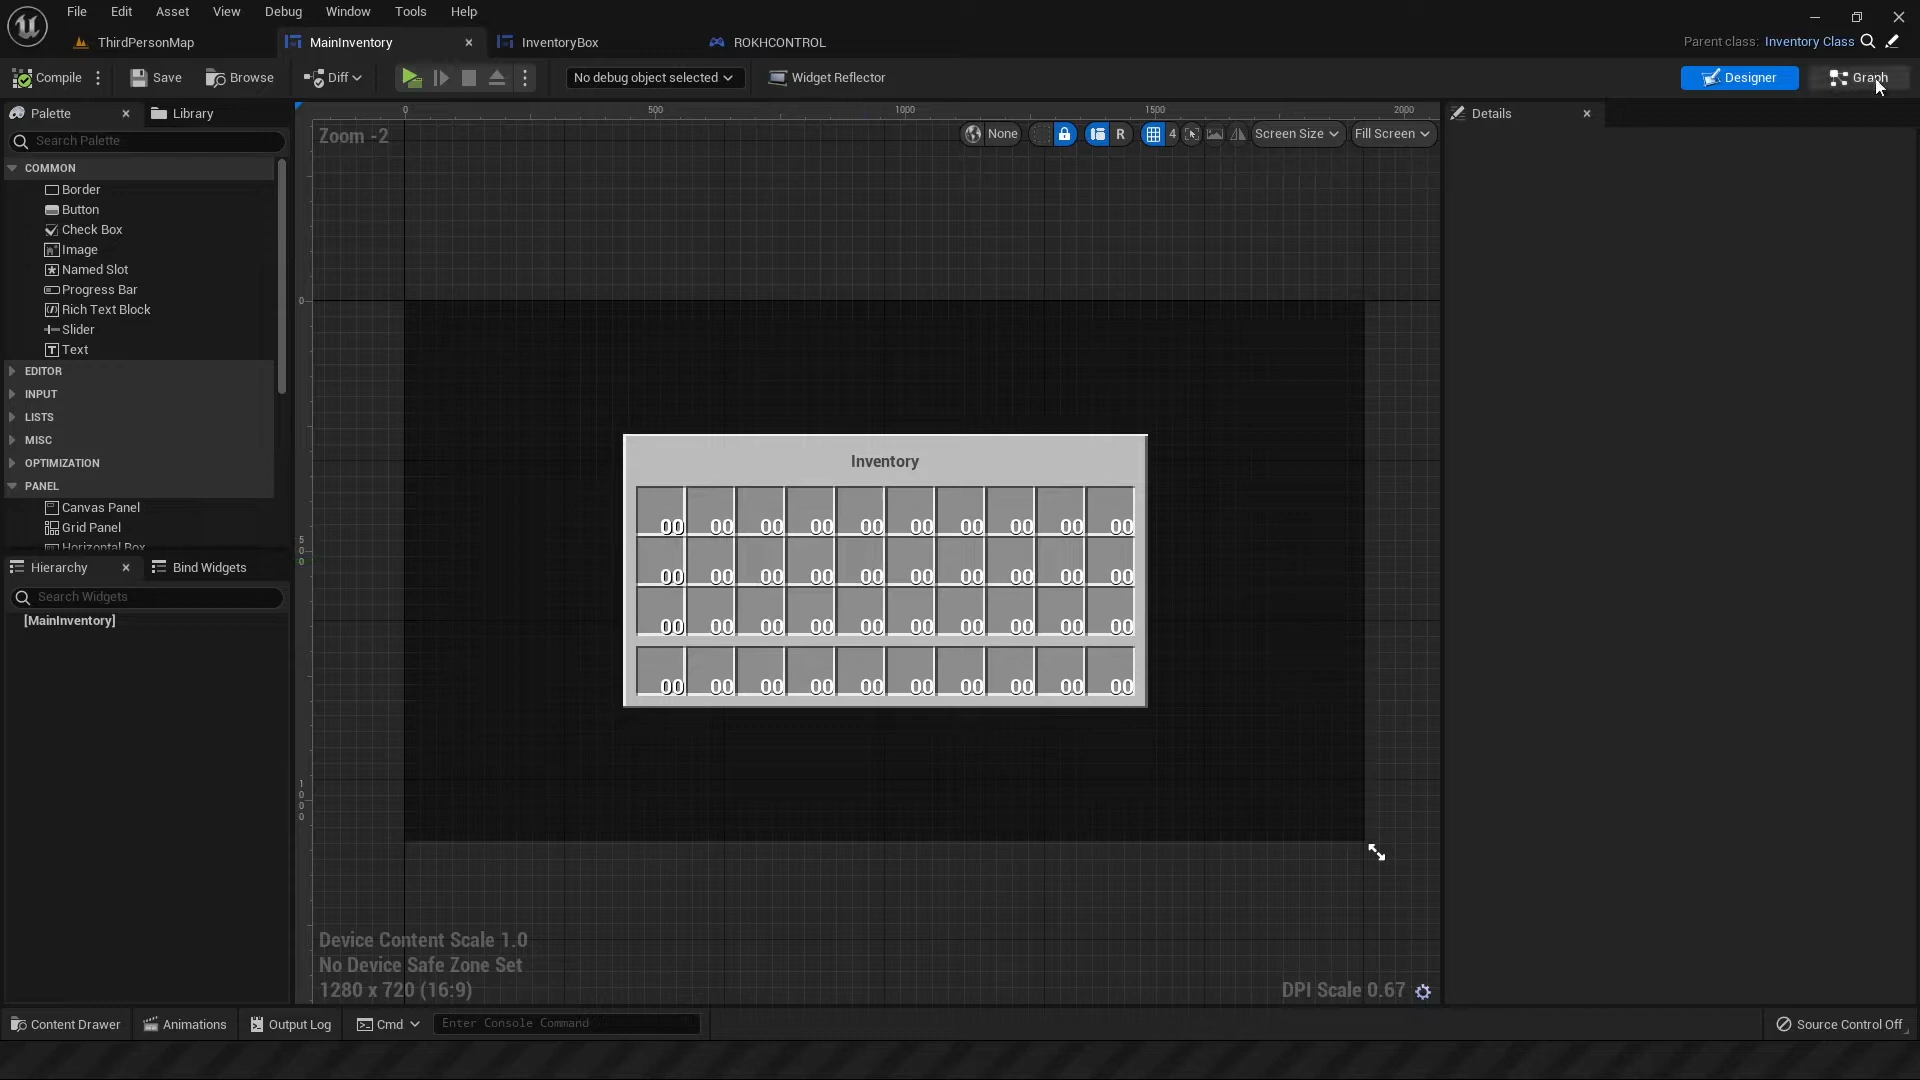 File Edit Asset View Debug Window Tools Help
ThirdPersonMap MainInventory InventoryBox ROKHCONTROL
Parent class: Inventory Class
Compile Save Browse Diff No debug object selected Widget Reflector Designer Graph
Palette Library
Search Palette
COMMON
Border
Button
Check Box
Image
Named Slot
Progress Bar
Rich Text Block
Slider
Text
EDITOR
INPUT
LISTS
MISC
OPTIMIZATION
PANEL
Canvas Panel
Grid Panel
Horizontal Box
Hierarchy Bind Widgets
Search Widgets
[MainInventory]
0 500 1000 1500 2000
Zoom -2
None R 4 Screen Size Fill Screen
0
500
1000
Inventory
00 00 00 00 00 00 00 00 00 00
00 00 00 00 00 00 00 00 00 00
00 00 00 00 00 00 00 00 00 00
00 00 00 00 00 00 00 00 00 00
Device Content Scale 1.0
No Device Safe Zone Set
1280 x 720 (16:9)
DPI Scale 0.67
Details
Content Drawer Animations Output Log Cmd Enter Console Command Source Control Off